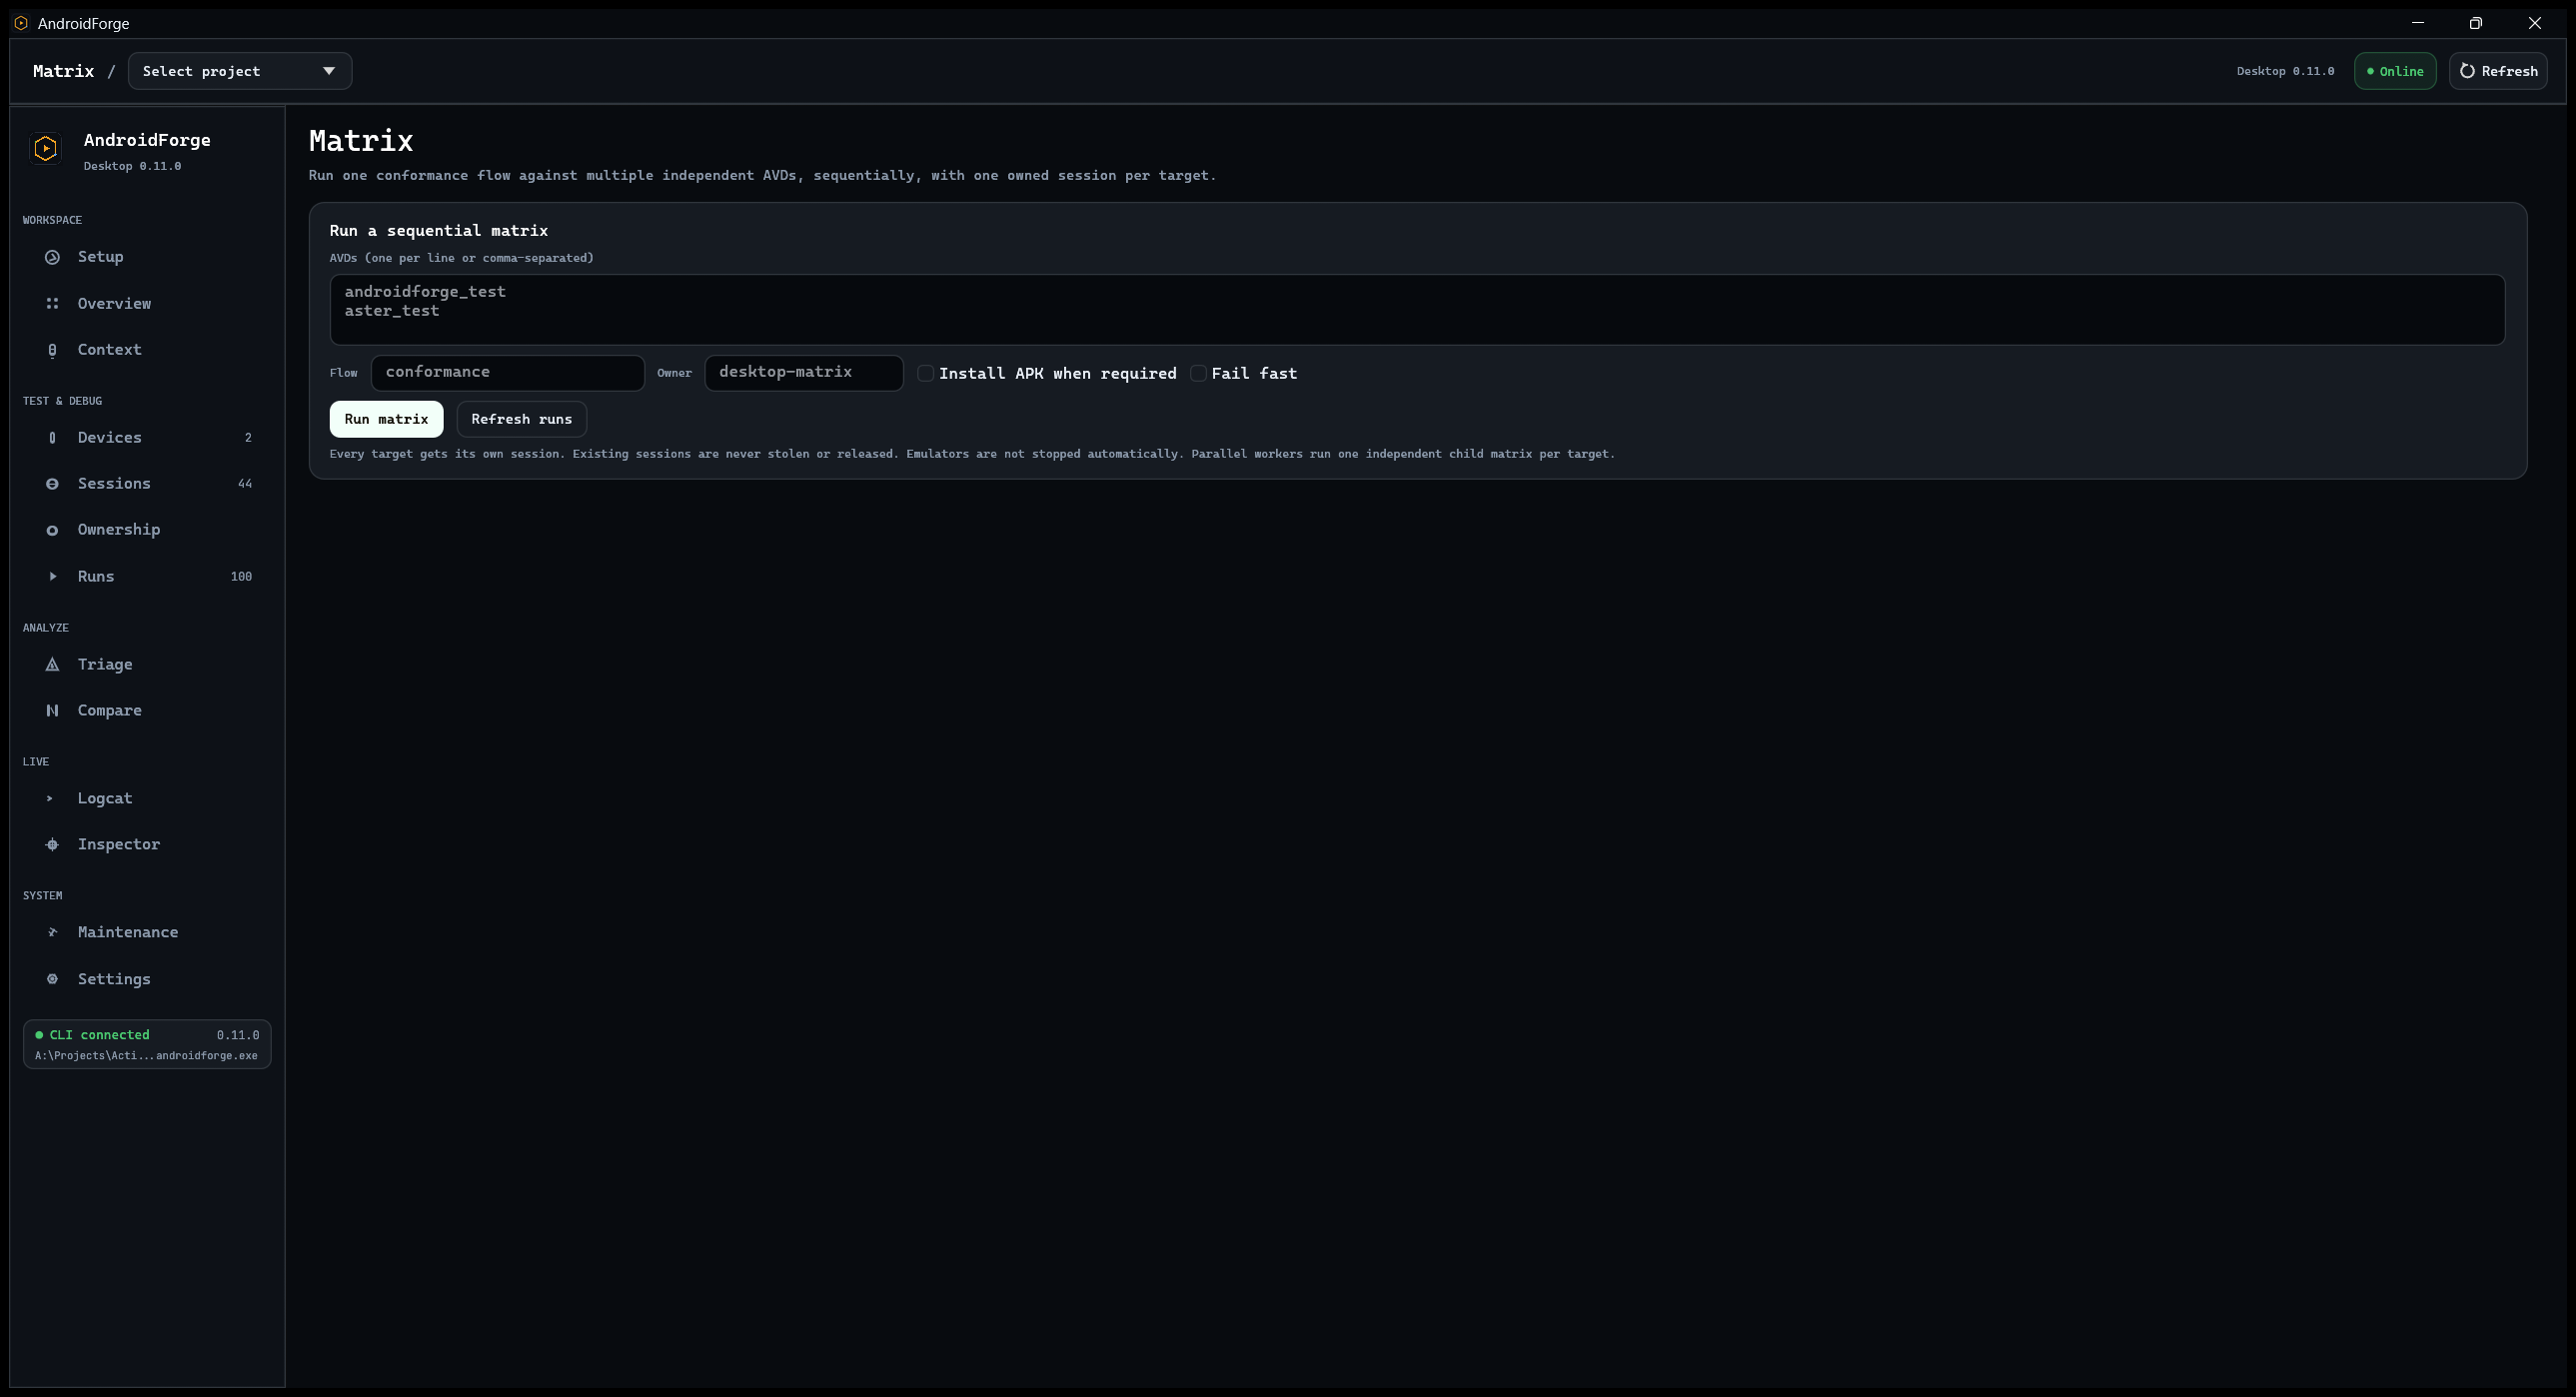 AndroidForge
Matrix / Select project
Desktop 0.11.0 Online Refresh
AndroidForge
Desktop 0.11.0
WORKSPACE
Setup
Overview
Context
TEST & DEBUG
Devices 2
Sessions 44
Ownership
Runs 100
ANALYZE
Triage
Compare
LIVE
Logcat
Inspector
SYSTEM
Maintenance
Settings
CLI connected 0.11.0
A:\Projects\Acti...androidforge.exe
Matrix
Run one conformance flow against multiple independent AVDs, sequentially, with one owned session per target.
Run a sequential matrix
AVDs (one per line or comma-separated)
androidforge_test
aster_test
Flow conformance Owner desktop-matrix Install APK when required Fail fast
Run matrix Refresh runs
Every target gets its own session. Existing sessions are never stolen or released. Emulators are not stopped automatically. Parallel workers run one independent child matrix per target.